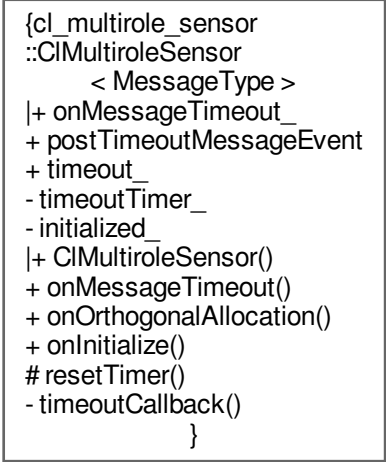 {cl_multirole_sensor
::ClMultiroleSensor
< MessageType >
|+ onMessageTimeout_
+ postTimeoutMessageEvent
+ timeout_
- timeoutTimer_
- initialized_
|+ ClMultiroleSensor()
+ onMessageTimeout()
+ onOrthogonalAllocation()
+ onInitialize()
# resetTimer()
- timeoutCallback()
}